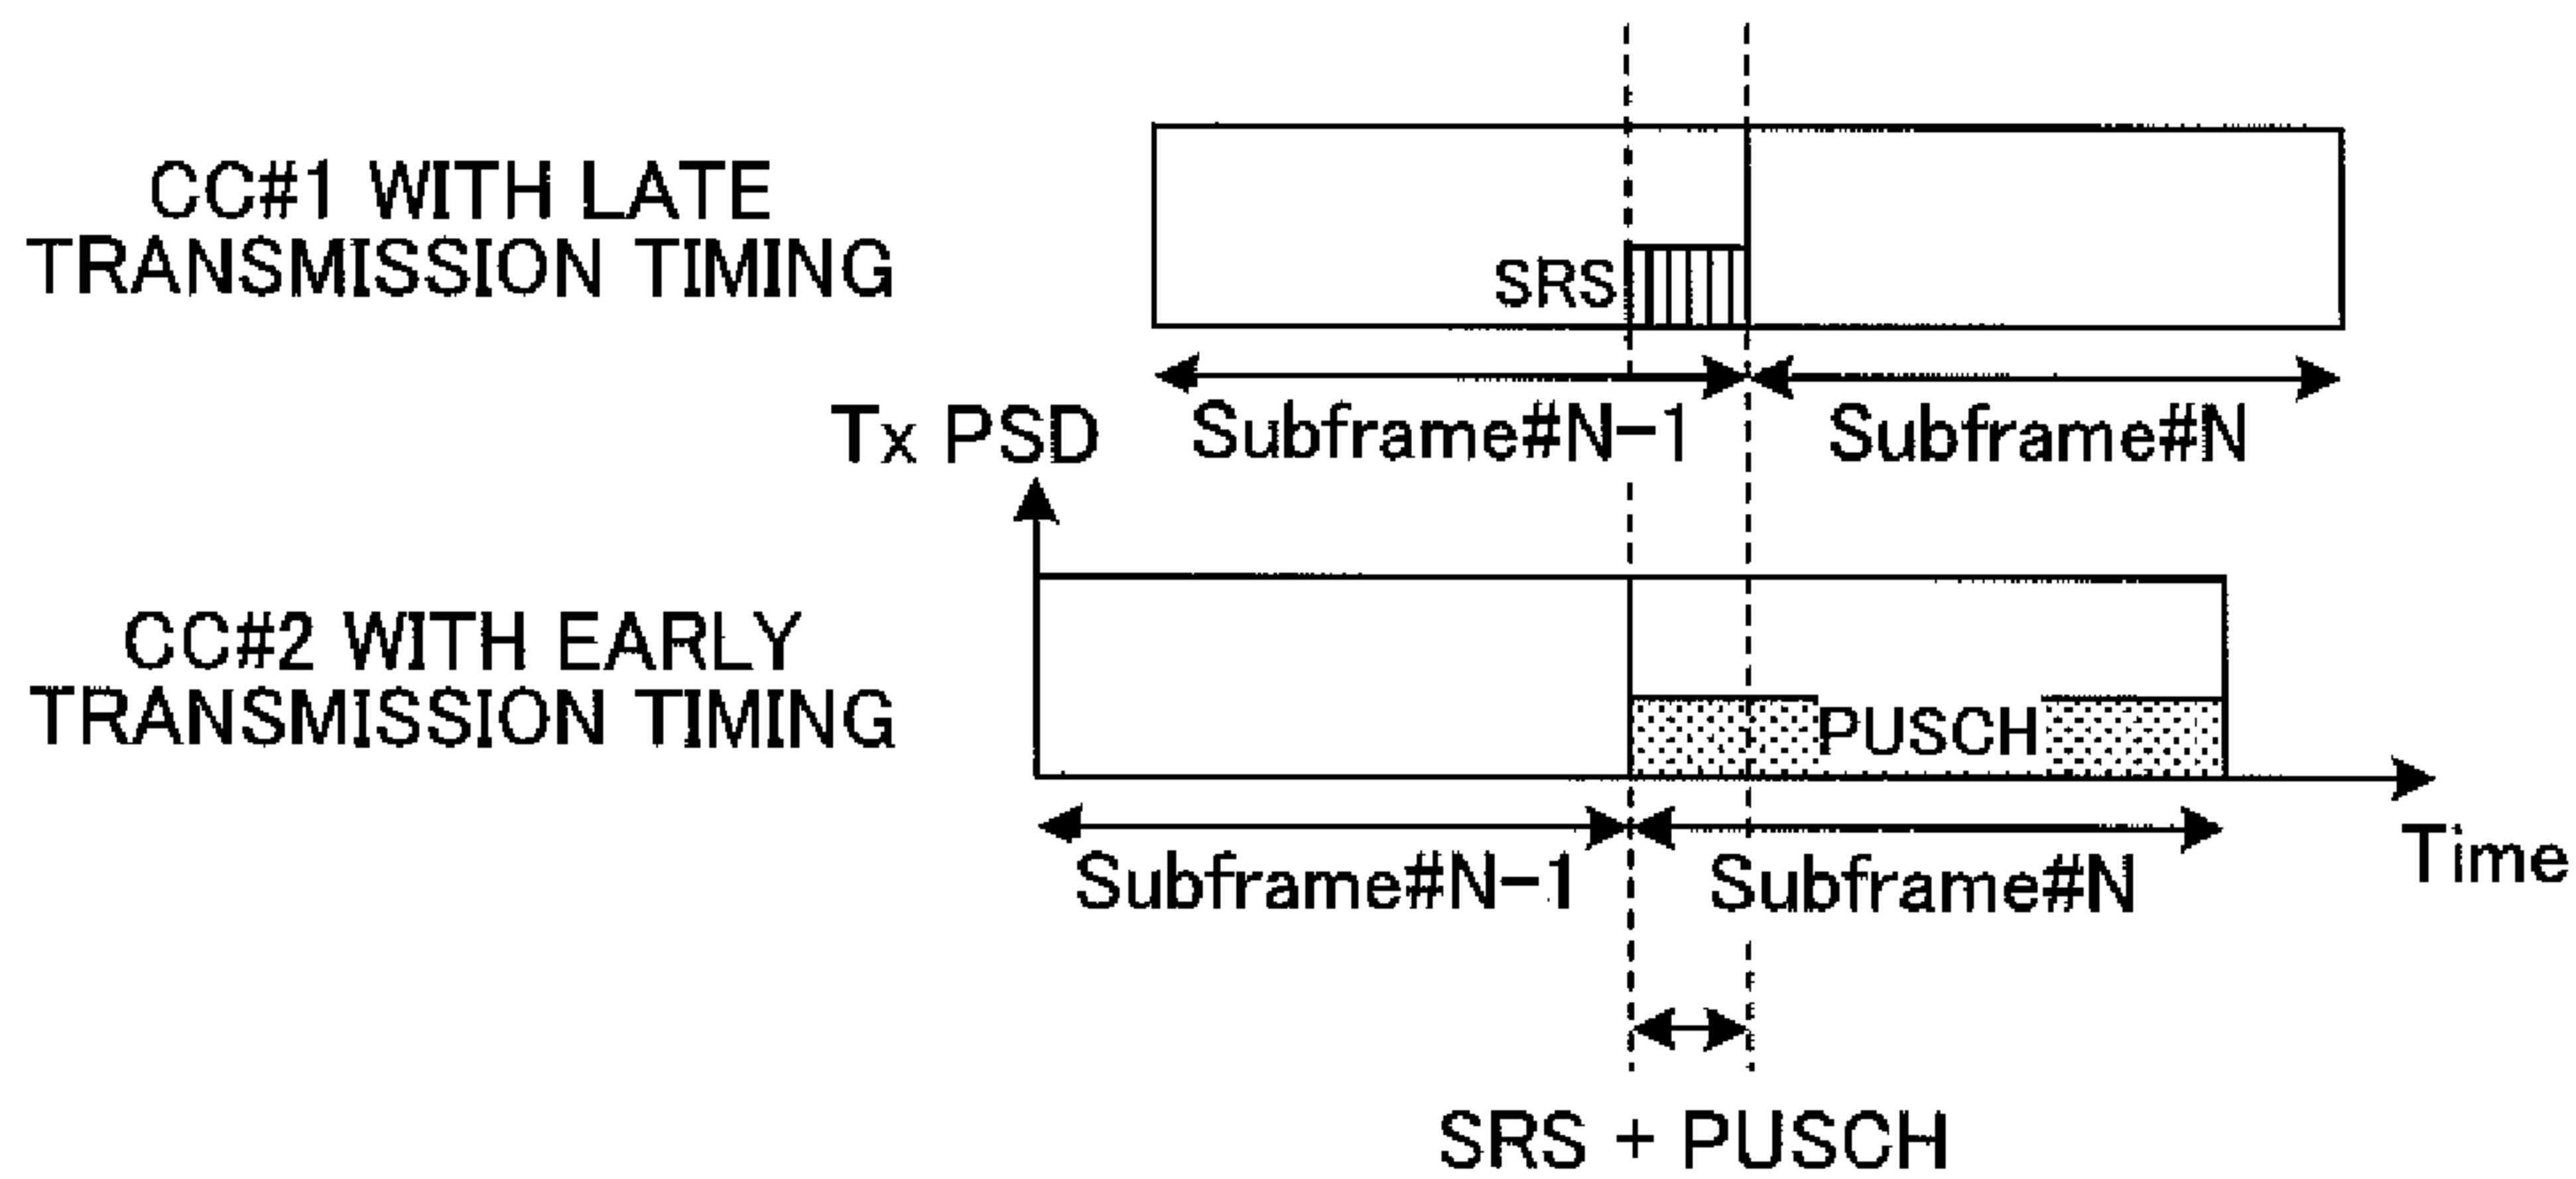 CC#1 WITH LATE
TRANSMISSION TIMING
SRS
Subframe#N-1
Subframe#N
Tx PSD
CC#2 WITH EARLY
TRANSMISSION TIMING
PUSCH
Subframe#N-1
Subframe#N
Time
SRS + PUSCH